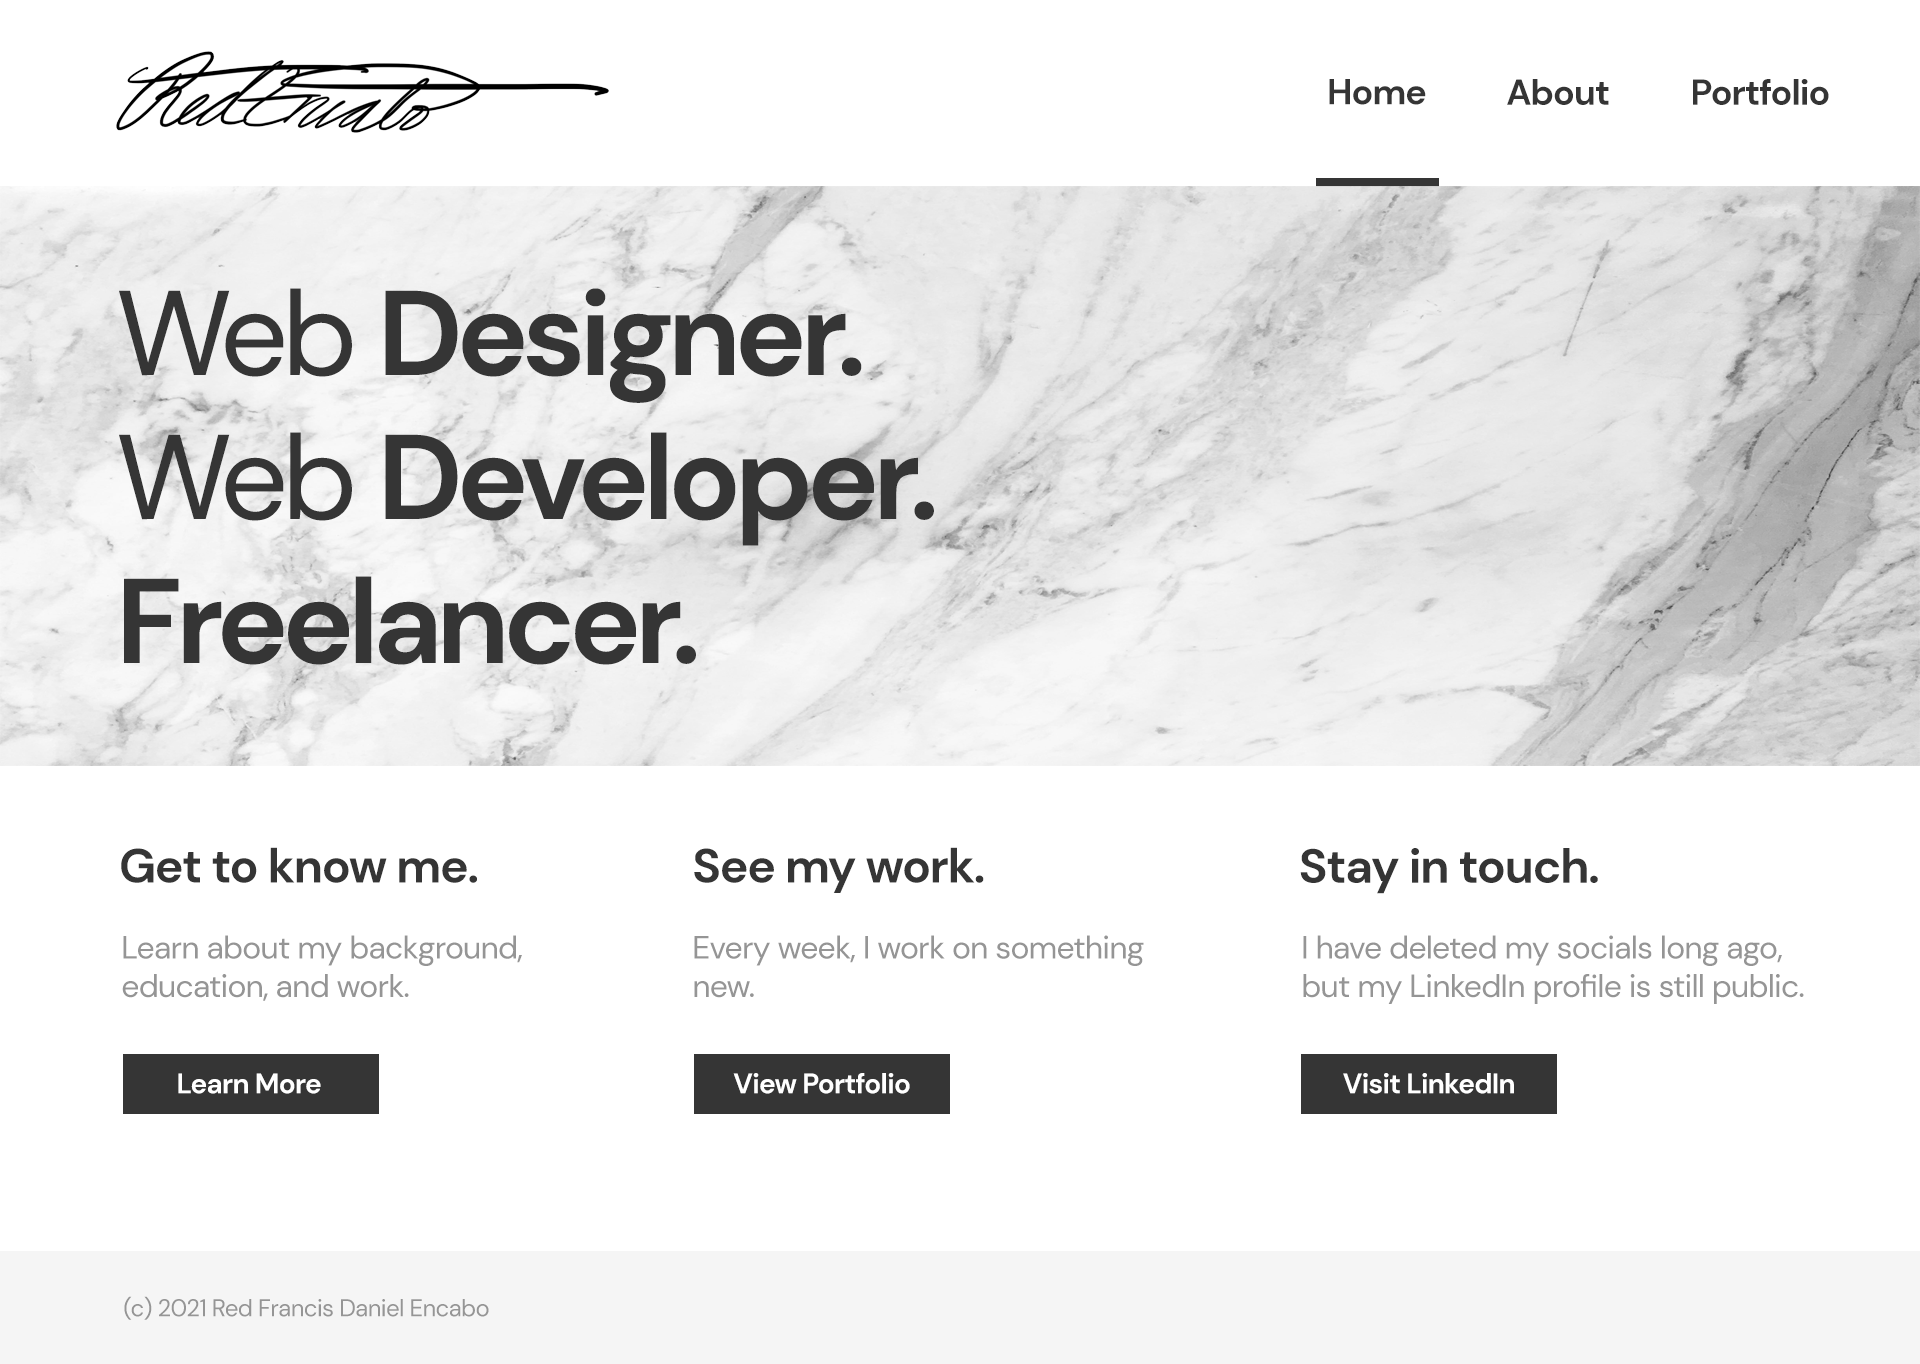 Red Encabo
Home
About
Portfolio
Web Designer.
Web Developer.
Freelancer.
Get to know me.
Learn about my background,
education, and work.
Learn More
See my work.
Every week, I work on something
new.
View Portfolio
Stay in touch.
I have deleted my socials long ago,
but my LinkedIn profile is still public.
Visit LinkedIn
(c) 2021 Red Francis Daniel Encabo